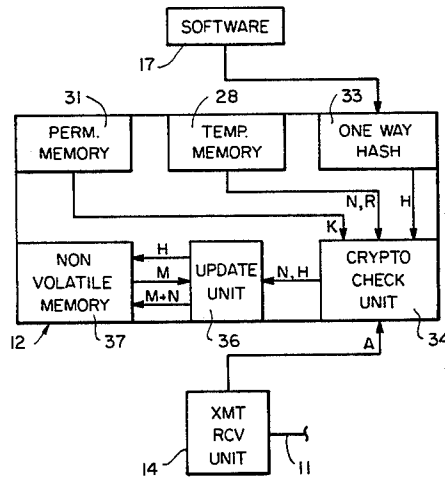 SOFTWARE
17
31
28
33
PERM.
MEMORY
TEMP.
MEMORY
ONE WAY
HASH
N,R
H
K
NON
VOLATILE
MEMORY
H
M
M+N
UPDATE
UNIT
N,H
CRYPTO
CHECK
UNIT
12
37
36
34
A
XMT
RCV
UNIT
14
11